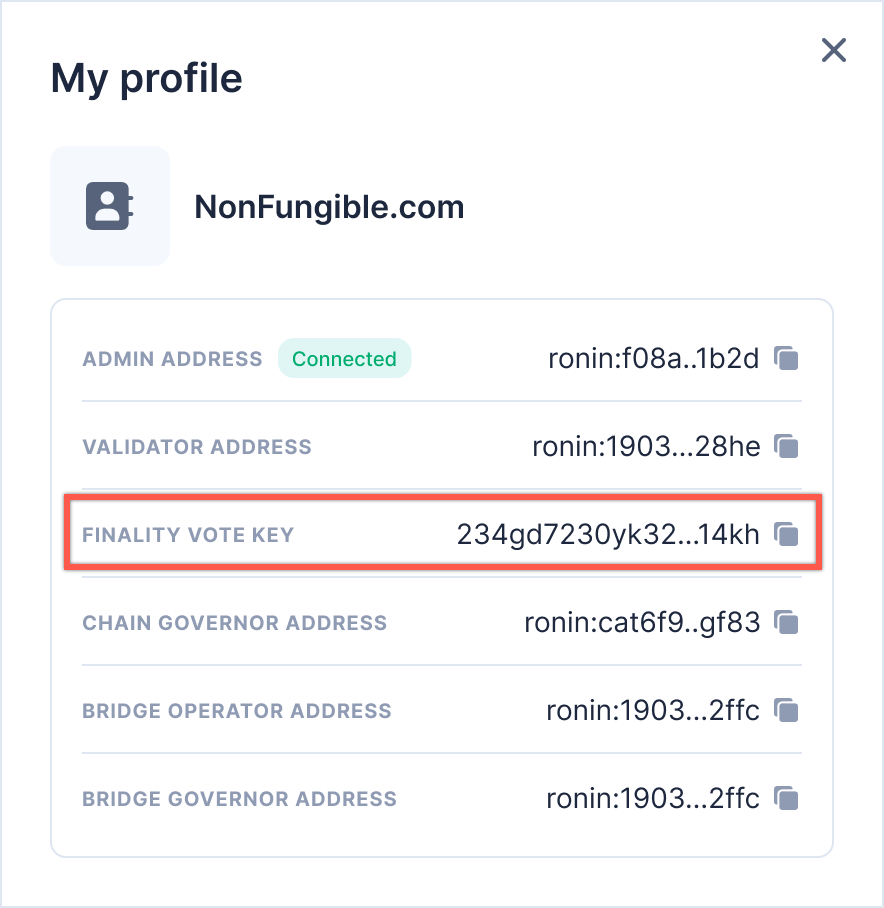 My profile
NonFungible.com
ADMIN ADDRESS Connected ronin:f08a..1b2d
VALIDATOR ADDRESS ronin:1903...28he
FINALITY VOTE KEY 234gd7230yk32...14kh
CHAIN GOVERNOR ADDRESS ronin:cat6f9..gf83
BRIDGE OPERATOR ADDRESS ronin:1903...2ffc
BRIDGE GOVERNOR ADDRESS ronin:1903...2ffc